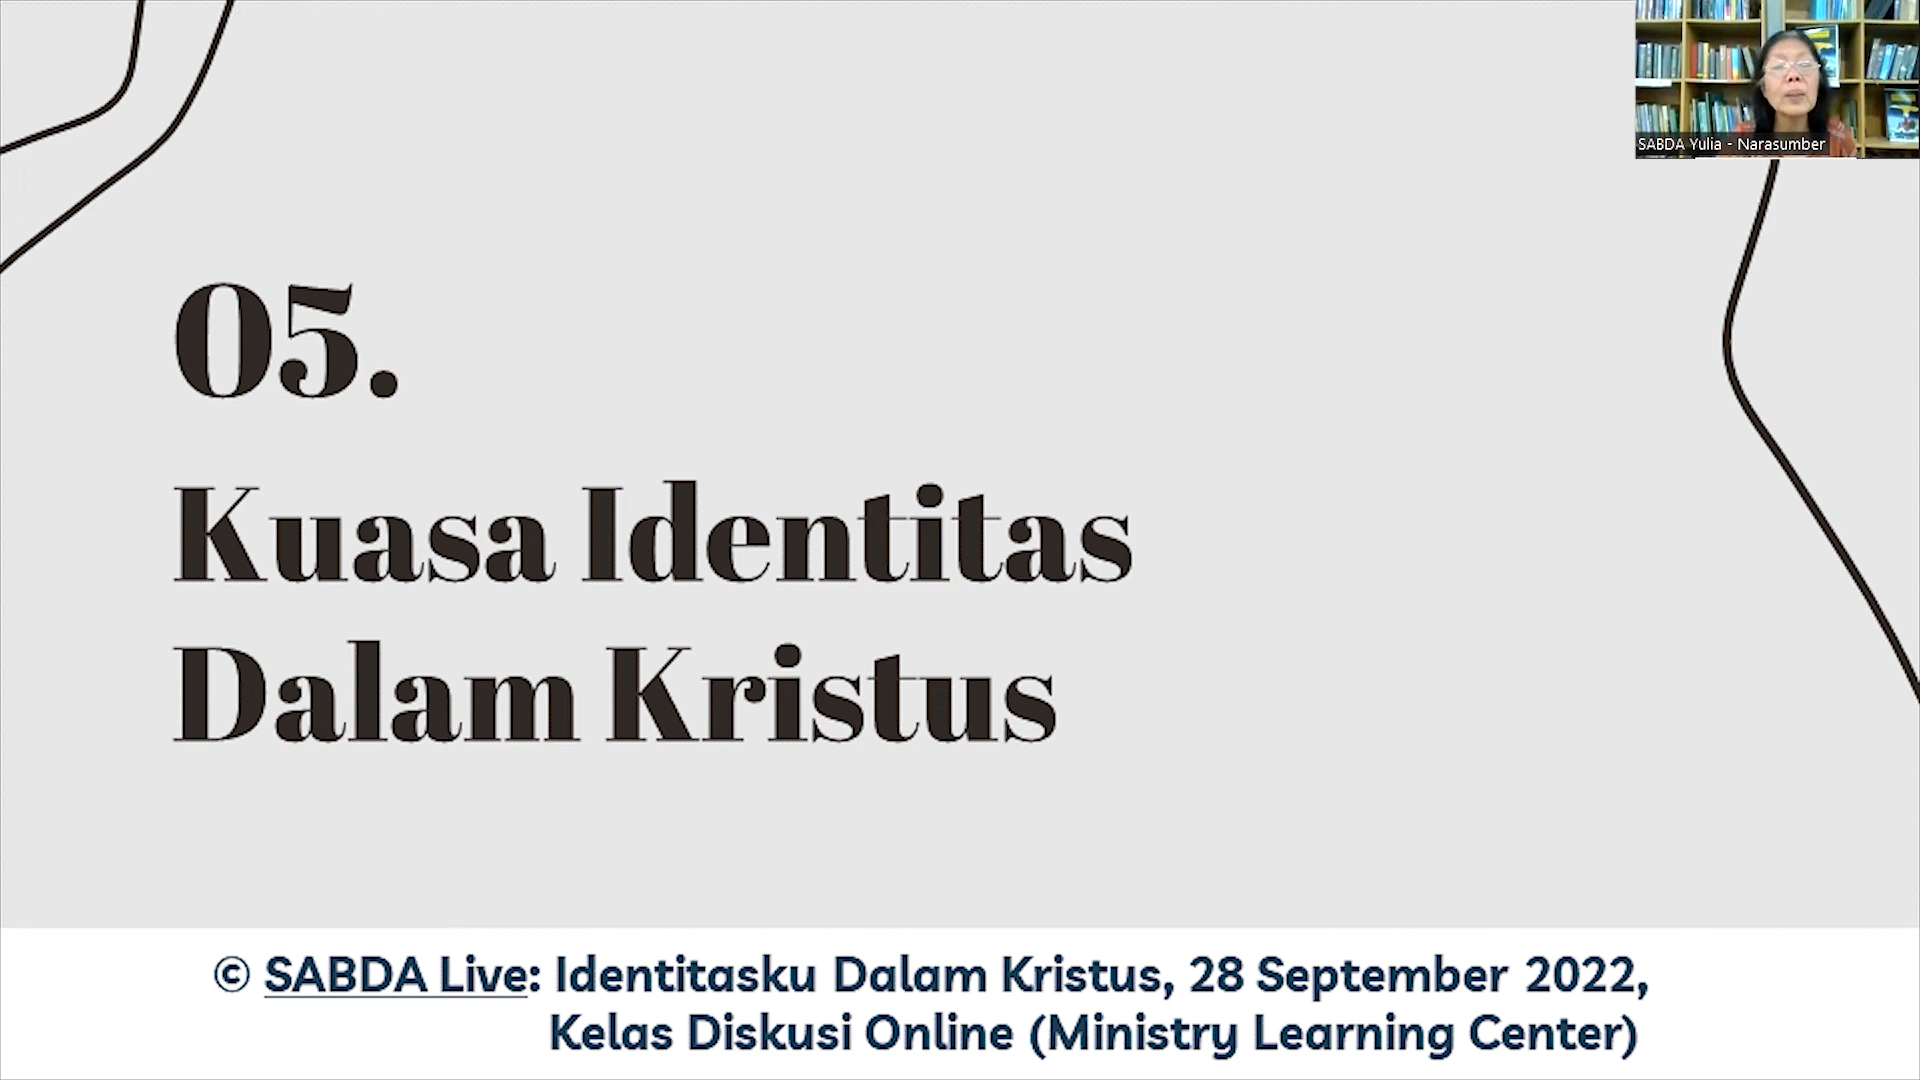 SABDA Yulia - Narasumber
05.
Kuasa Identitas
Dalam Kristus
© SABDA Live: Identitasku Dalam Kristus, 28 September 2022,
Kelas Diskusi Online (Ministry Learning Center)